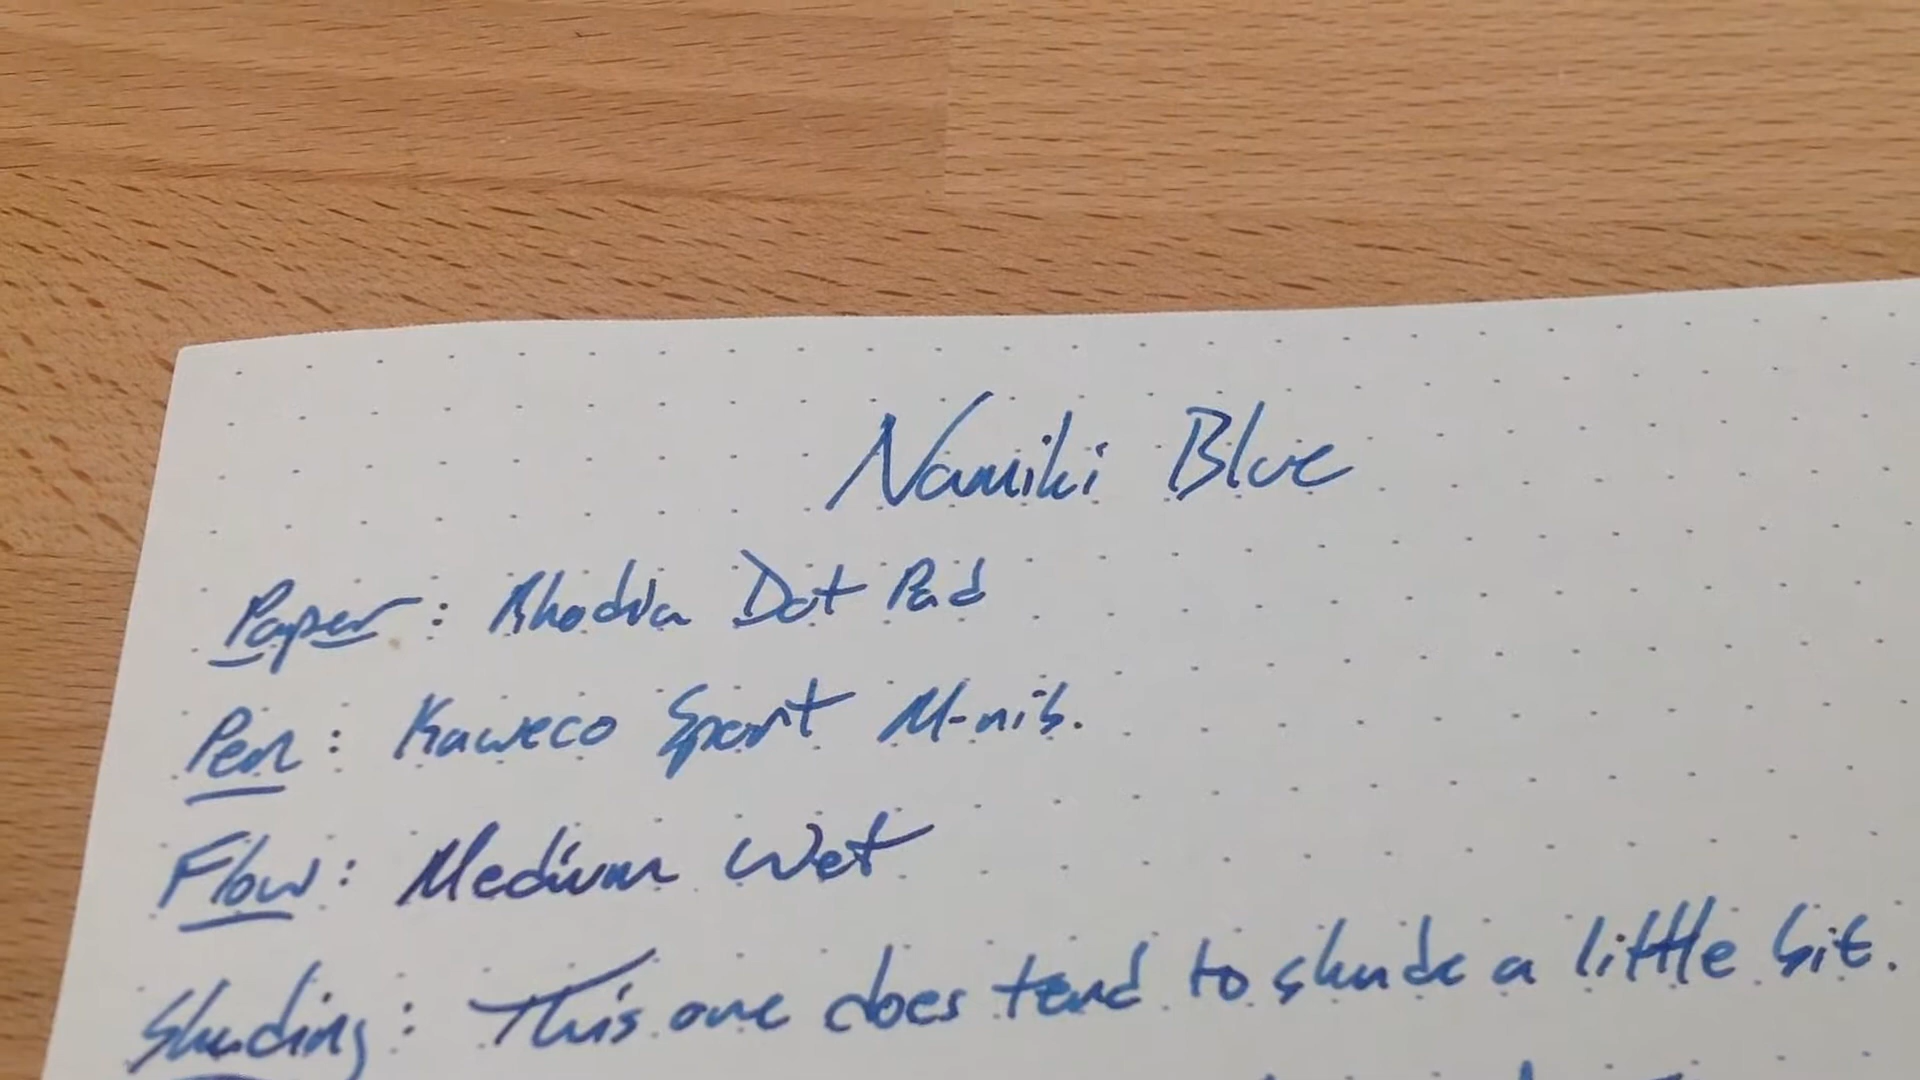 Namiki Blue
Paper: Rhodia Dot Pad
Pen: Kaweco Sport M-nib.
Flow: Medium Wet
Shading: This one does tend to shade a little bit.